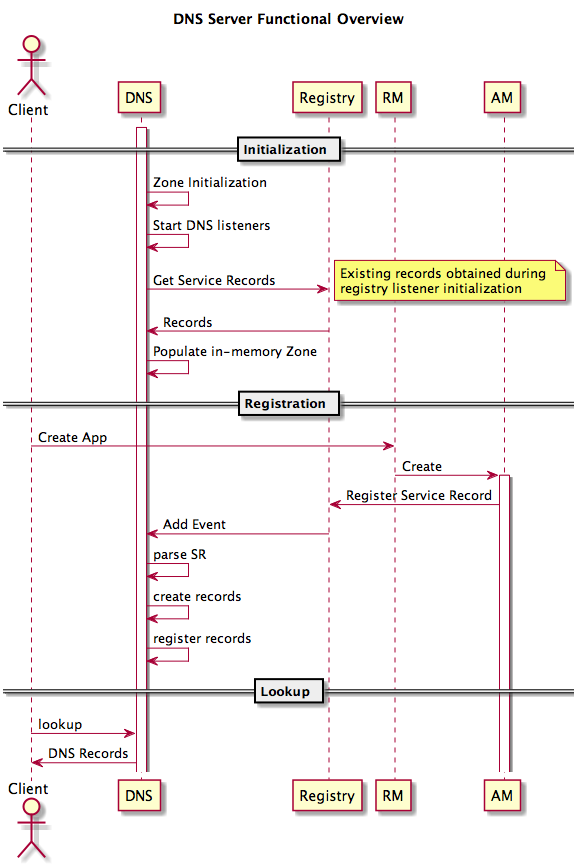 DNS Server Functional Overview
Client
DNS
Registry
RM
AM
Initialization
Zone Initialization
Start DNS listeners
Get Service Records
Existing records obtained during
registry listener initialization
Records
Populate in-memory Zone
Registration
Create App
Create
Register Service Record
Add Event
parse SR
create records
register records
Lookup
lookup
DNS Records
Client
DNS
Registry
RM
AM